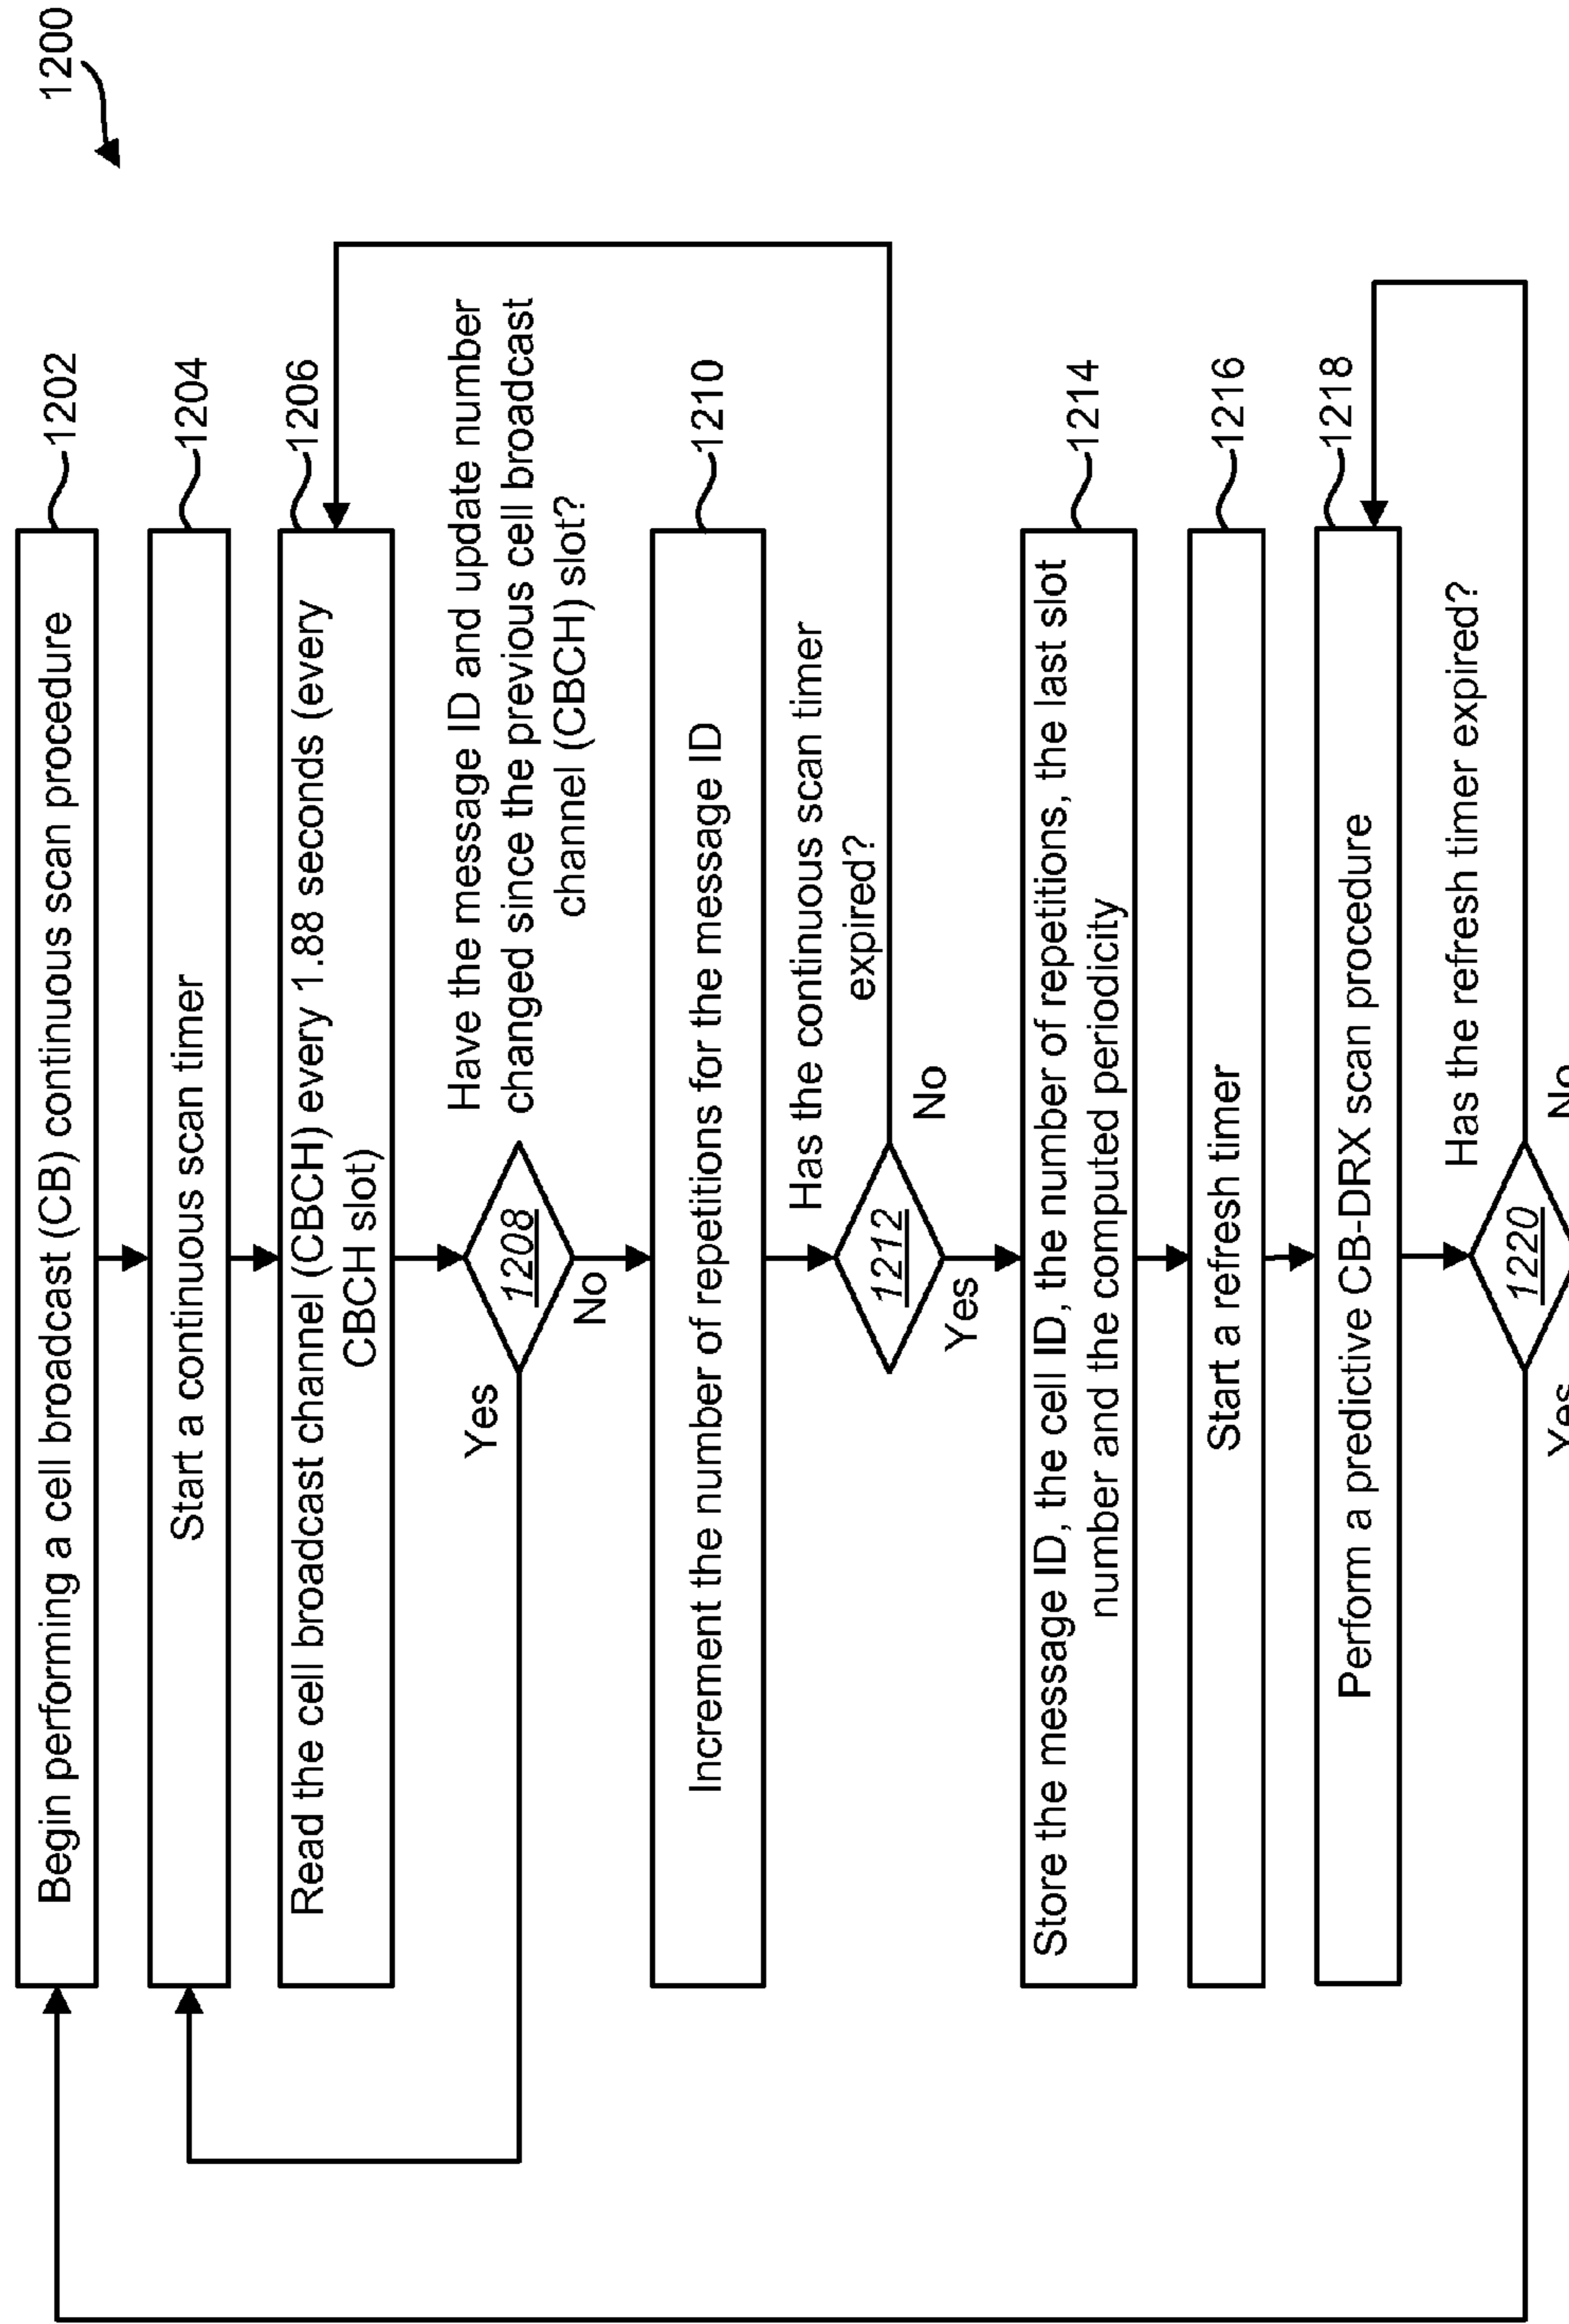 1200
Begin performing a cell broadcast (CB) continuous scan procedure
1202
Start a continuous scan timer
1204
Read the cell broadcast channel (CBCH) every 1.88 seconds (every
CBCH slot)
1206
Have the message ID and update number
changed since the previous cell broadcast
channel (CBCH) slot?
1208
Yes
No
Increment the number of repetitions for the message ID
1210
Has the continuous scan timer
expired?
1212
No
Yes
Store the message ID, the cell ID, the number of repetitions, the last slot
number and the computed periodicity
1214
Start a refresh timer
1216
Perform a predictive CB-DRX scan procedure
1218
Has the refresh timer expired?
1220
Yes
No